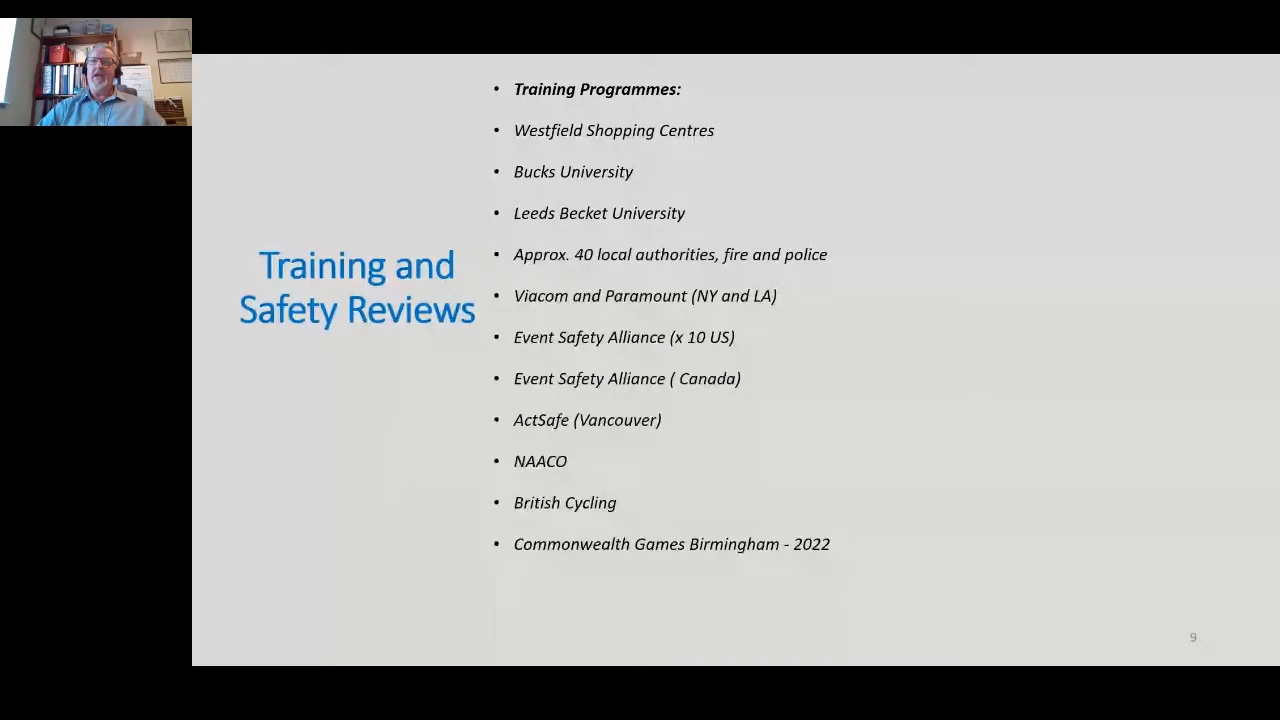 Training and
Safety Reviews
• Training Programmes:
• Westfield Shopping Centres
• Bucks University
• Leeds Becket University
• Approx. 40 local authorities, fire and police
• Viacom and Paramount (NY and LA)
• Event Safety Alliance (x 10 US)
• Event Safety Alliance ( Canada)
• ActSafe (Vancouver)
• NAACO
• British Cycling
• Commonwealth Games Birmingham - 2022
9